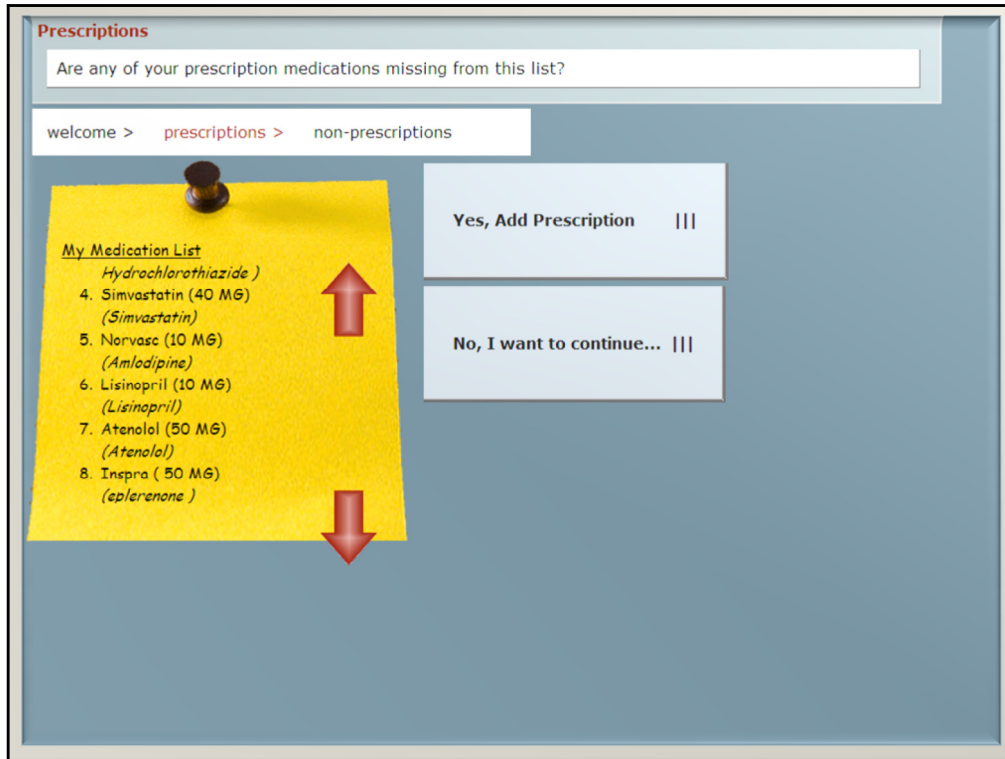 Prescriptions
Are any of your prescription medications missing from this list?
welcome > prescriptions > non-prescriptions
My Medication List
Hydrochlorothiazide )
4. Simvastatin (40 MG)
(Simvastatin)
5. Norvasc (10 MG)
(Amlodipine)
6. Lisinopril (10 MG)
(Lisinopril)
7. Atenolol (50 MG)
(Atenolol)
8. Inspra ( 50 MG)
(eplerenone )
Yes, Add Prescription |||
No, I want to continue... |||